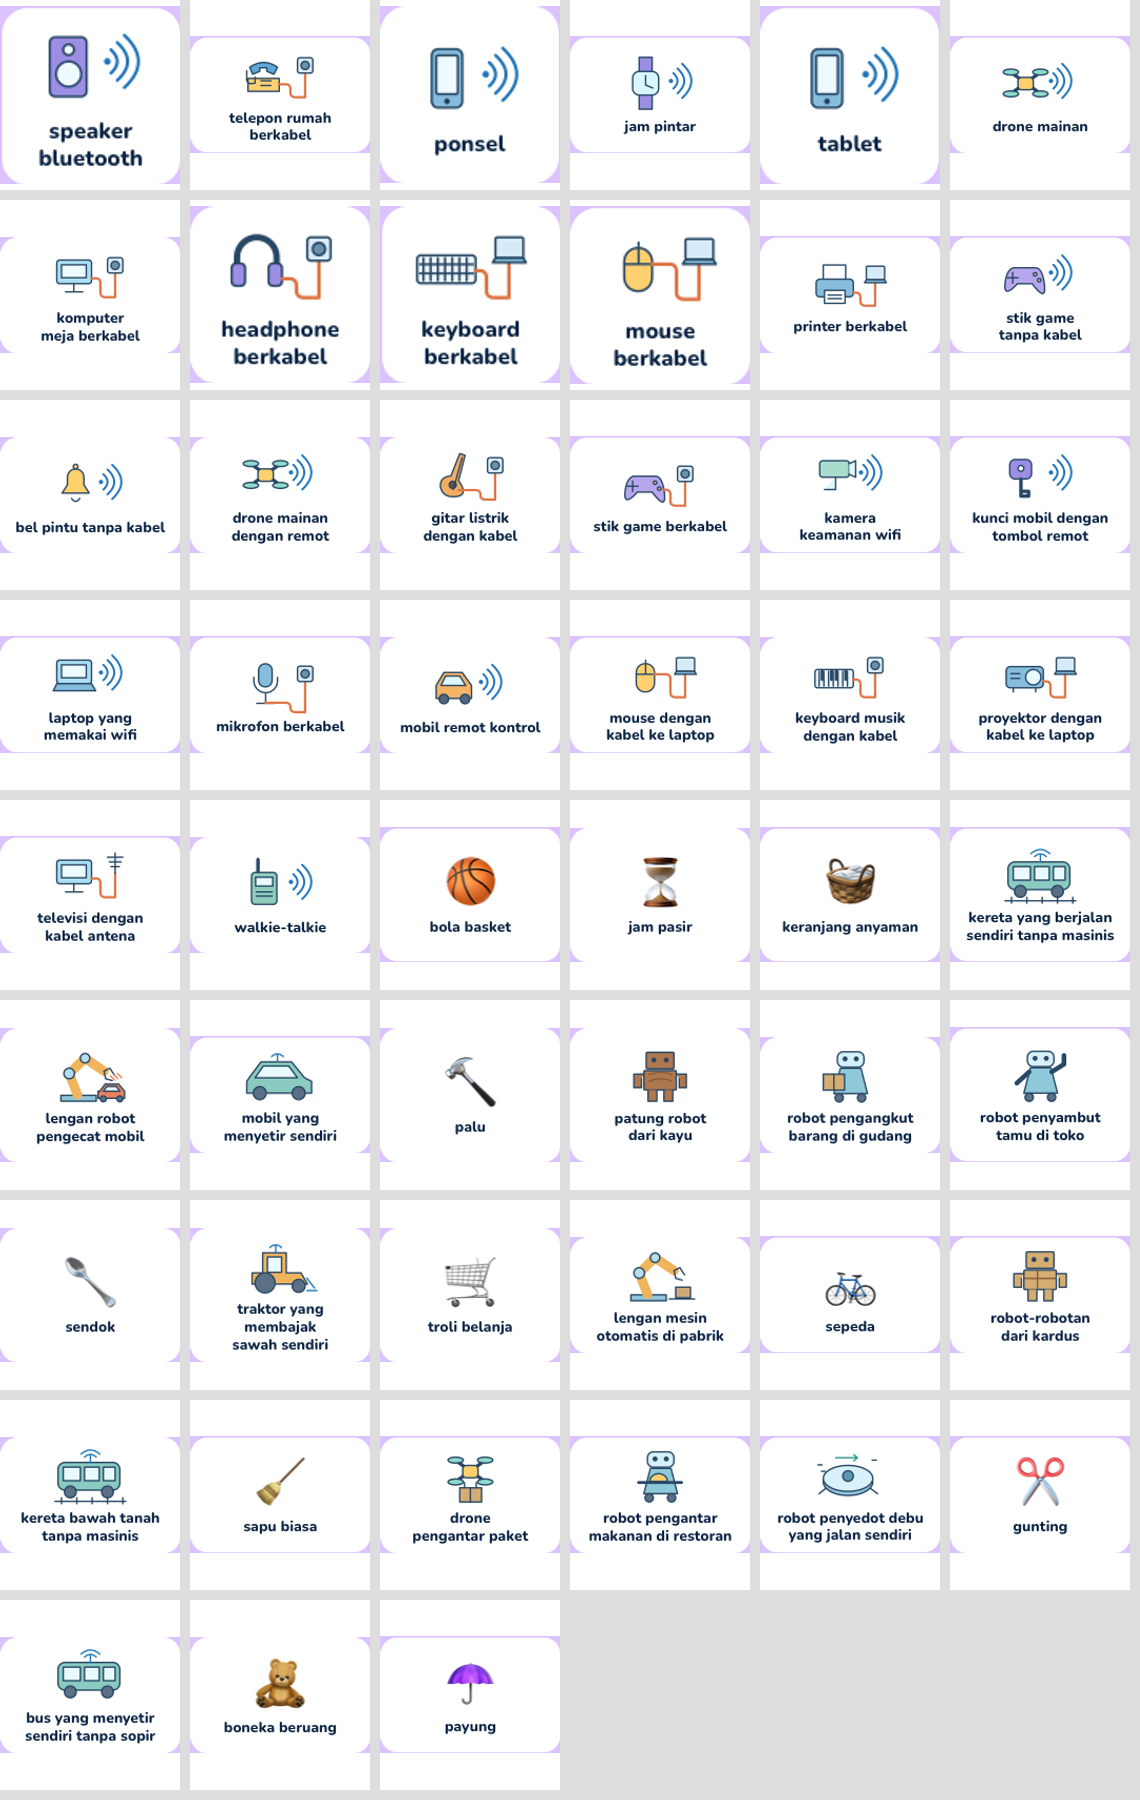 speaker
bluetooth
telepon rumah
berkabel
ponsel
jam pintar
tablet
drone mainan
komputer
meja berkabel
headphone
berkabel
keyboard
berkabel
mouse
berkabel
printer berkabel
stik game
tanpa kabel
bel pintu tanpa kabel
drone mainan
dengan remot
gitar listrik
dengan kabel
stik game berkabel
kamera
keamanan wifi
kunci mobil dengan
tombol remot
laptop yang
memakai wifi
mikrofon berkabel
mobil remot kontrol
mouse dengan
kabel ke laptop
keyboard musik
dengan kabel
proyektor dengan
kabel ke laptop
televisi dengan
kabel antena
walkie-talkie
bola basket
jam pasir
keranjang anyaman
kereta yang berjalan
sendiri tanpa masinis
lengan robot
pengecat mobil
mobil yang
menyetir sendiri
palu
patung robot
dari kayu
robot pengangkut
barang di gudang
robot penyambut
tamu di toko
sendok
traktor yang
membajak
sawah sendiri
troli belanja
lengan mesin
otomatis di pabrik
sepeda
robot-robotan
dari kardus
kereta bawah tanah
tanpa masinis
sapu biasa
drone
pengantar paket
robot pengantar
makanan di restoran
robot penyedot debu
yang jalan sendiri
gunting
bus yang menyetir
sendiri tanpa sopir
boneka beruang
payung